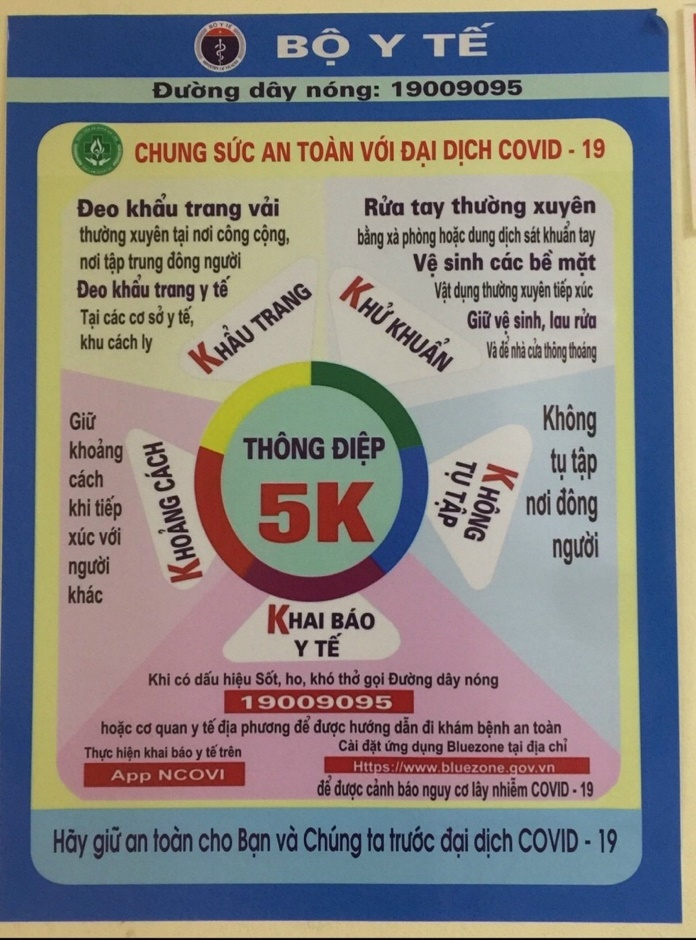 BỘ Y TẾ
Đường dây nóng: 19009095
CHUNG SỨC AN TOÀN VỚI ĐẠI DỊCH COVID - 19
Đeo khẩu trang vải
thường xuyên tại nơi công cộng,
nơi tập trung đông người
Đeo khẩu trang y tế
Tại các cơ sở y tế,
khu cách ly
KHẨU TRANG
Rửa tay thường xuyên
bằng xà phòng hoặc dung dịch sát khuẩn tay
Vệ sinh các bề mặt
Vật dụng thường xuyên tiếp xúc
Giữ vệ sinh, lau rửa
Và để nhà cửa thông thoáng
KHỬ KHUẨN
Giữ
khoảng
cách
khi tiếp
xúc với
người
khác
KHOẢNG CÁCH
THÔNG ĐIỆP
5K
KHÔNG
TỤ TẬP
Không
tụ tập
nơi đông
người
KHAI BÁO
Y TẾ
Khi có dấu hiệu Sốt, ho, khó thở gọi Đường dây nóng
19009095
hoặc cơ quan y tế địa phương để được hướng dẫn đi khám bệnh an toàn
Thực hiện khai báo y tế trên
App NCOVI
Cài đặt ứng dụng Bluezone tại địa chỉ
Https://www.bluezone.gov.vn
để được cảnh báo nguy cơ lây nhiễm COVID - 19
Hãy giữ an toàn cho Bạn và Chúng ta trước đại dịch COVID - 19